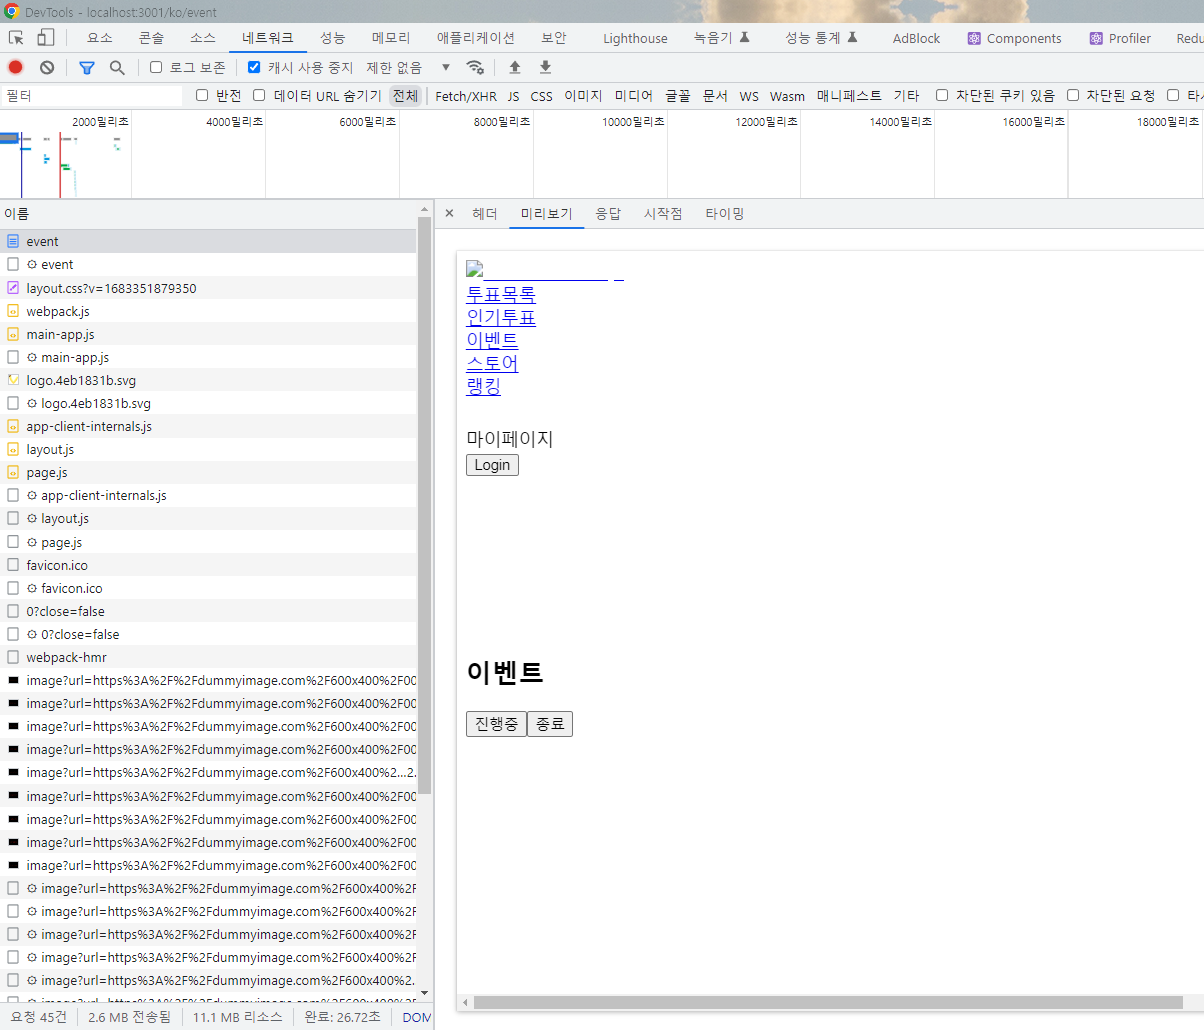 DevTools - localhost:3001/ko/event
요소 콘솔 소스 네트워크 성능 메모리 애플리케이션 보안 Lighthouse 녹음기 성능 통계 AdBlock Components Profiler Redu
로그 보존 캐시 사용 중지 제한 없음
필터 반전 데이터 URL 숨기기 전체 Fetch/XHR JS CSS 이미지 미디어 글꼴 문서 WS Wasm 매니페스트 기타 차단된 쿠키 있음 차단된 요청 타사
2000밀리초 4000밀리초 6000밀리초 8000밀리초 10000밀리초 12000밀리초 14000밀리초 16000밀리초 18000밀리초
이름
event
event
layout.css?v=1683351879350
webpack.js
main-app.js
main-app.js
logo.4eb1831b.svg
logo.4eb1831b.svg
app-client-internals.js
layout.js
page.js
app-client-internals.js
layout.js
page.js
favicon.ico
favicon.ico
0?close=false
0?close=false
webpack-hmr
image?url=https%3A%2F%2Fdummyimage.com%2F600x400%2F00
image?url=https%3A%2F%2Fdummyimage.com%2F600x400%2F00
image?url=https%3A%2F%2Fdummyimage.com%2F600x400%2F00
image?url=https%3A%2F%2Fdummyimage.com%2F600x400%2F00
image?url=https%3A%2F%2Fdummyimage.com%2F600x400%2...2.
image?url=https%3A%2F%2Fdummyimage.com%2F600x400%2F00
image?url=https%3A%2F%2Fdummyimage.com%2F600x400%2F00
image?url=https%3A%2F%2Fdummyimage.com%2F600x400%2F00
image?url=https%3A%2F%2Fdummyimage.com%2F600x400%2F00
image?url=https%3A%2F%2Fdummyimage.com%2F600x400%2F
image?url=https%3A%2F%2Fdummyimage.com%2F600x400%2F
image?url=https%3A%2F%2Fdummyimage.com%2F600x400%2F
image?url=https%3A%2F%2Fdummyimage.com%2F600x400%2F
image?url=https%3A%2F%2Fdummyimage.com%2F600x400%2.
요청 45건 2.6 MB 전송됨 11.1 MB 리소스 완료: 26.72초 DOM
× 헤더 미리보기 응답 시작점 타이밍
투표목록
인기투표
이벤트
스토어
랭킹
마이페이지
Login
이벤트
진행중 종료